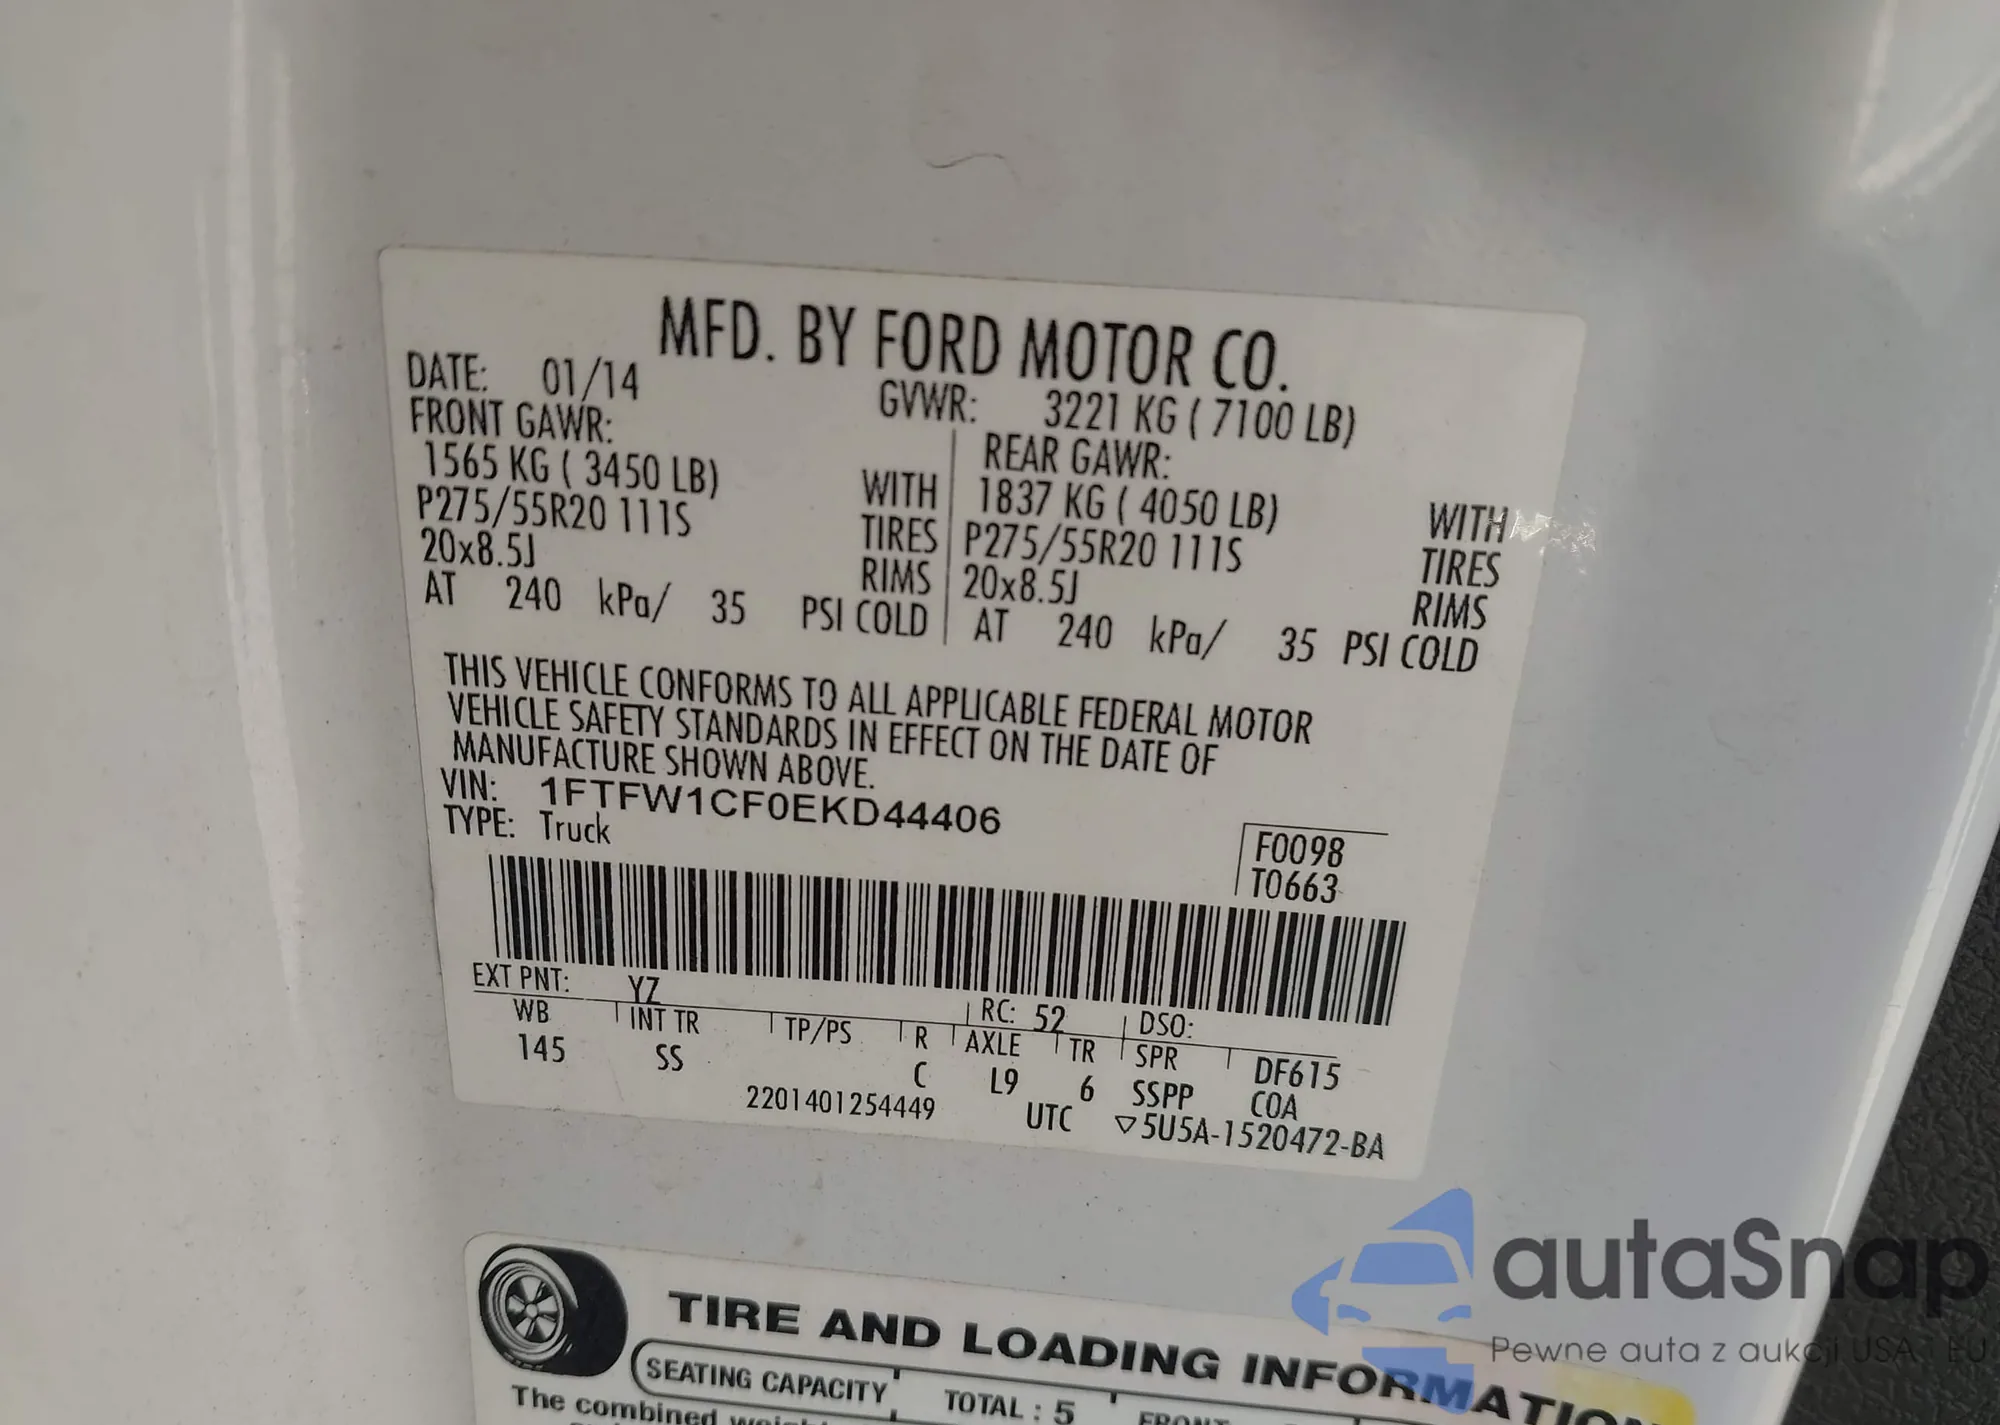 MFD. BY FORD MOTOR CO.
DATE: 01/14 GVWR: 3221 KG ( 7100 LB)
FRONT GAWR: REAR GAWR:
1565 KG ( 3450 LB) WITH 1837 KG ( 4050 LB) WITH
P275/55R20 111S TIRES P275/55R20 111S TIRES
20x8.5J RIMS 20x8.5J RIMS
AT 240 kPa/ 35 PSI COLD AT 240 kPa/ 35 PSI COLD
THIS VEHICLE CONFORMS TO ALL APPLICABLE FEDERAL MOTOR
VEHICLE SAFETY STANDARDS IN EFFECT ON THE DATE OF
MANUFACTURE SHOWN ABOVE.
VIN: 1FTFW1CF0EKD44406
TYPE: Truck
F0098
T0663
EXT PNT: YZ RC: 52 DSO:
WB INT TR TP/PS R AXLE TR SPR DF615
145 SS C L9 6 SSPP COA
2201401254449 UTC ▽5U5A-1520472-BA
TIRE AND LOADING INFORMATION
SEATING CAPACITY TOTAL : 5 FRONT
The combined
autaSnap
Pewne auta z aukcji USA i EU